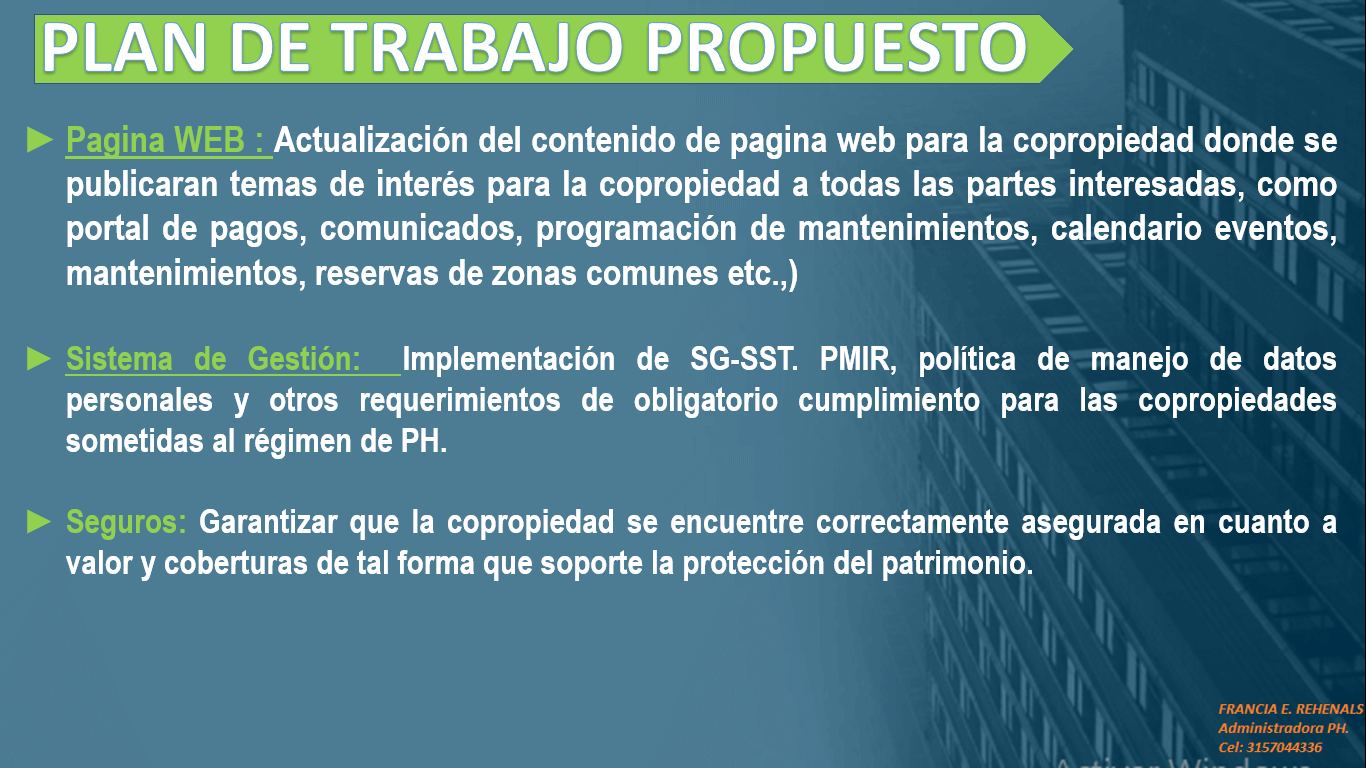 PLAN DE TRABAJO PROPUESTO
► Pagina WEB : Actualización del contenido de pagina web para la copropiedad donde se
publicaran temas de interés para la copropiedad a todas las partes interesadas, como
portal de pagos, comunicados, programación de mantenimientos, calendario eventos,
mantenimientos, reservas de zonas comunes etc.,)
► Sistema de Gestión: Implementación de SG-SST. PMIR, política de manejo de datos
personales y otros requerimientos de obligatorio cumplimiento para las copropiedades
sometidas al régimen de PH.
► Seguros: Garantizar que la copropiedad se encuentre correctamente asegurada en cuanto a
valor y coberturas de tal forma que soporte la protección del patrimonio.
FRANCIA E. REHENALS
Administradora PH.
Cel: 3157044336
Activar Windows